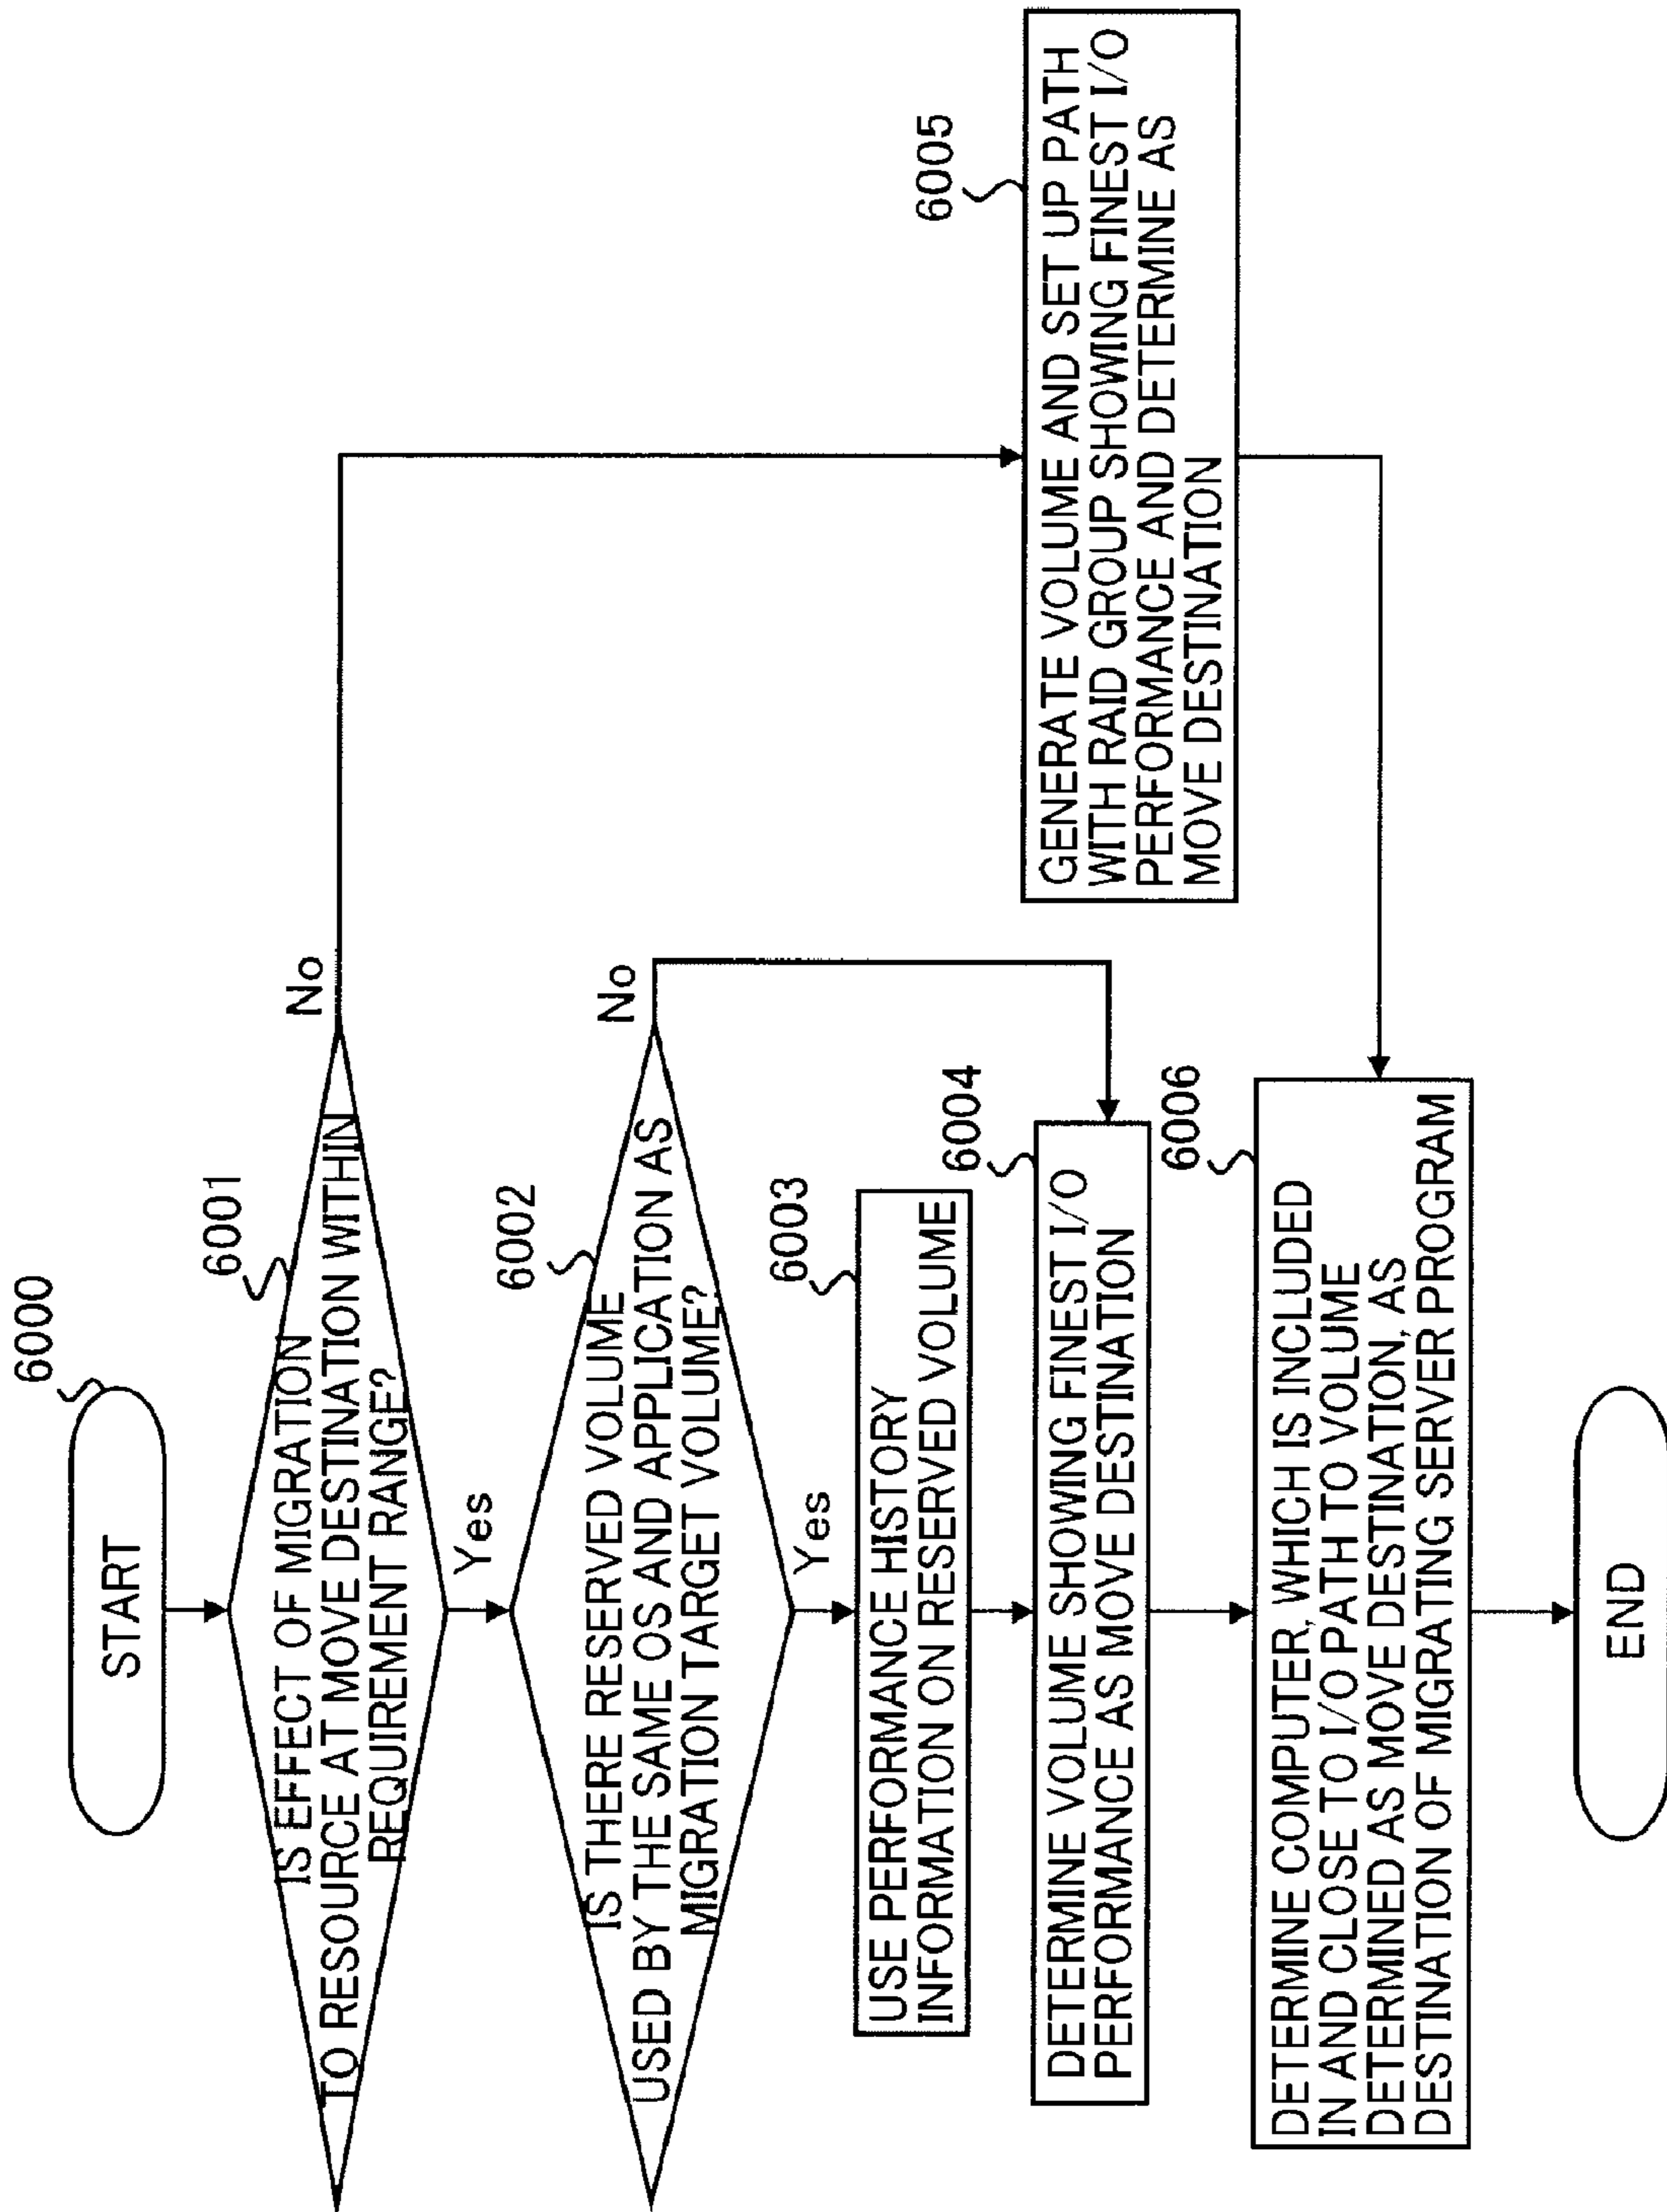 6000
START
6001
IS EFFECT OF MIGRATION
TO RESOURCE AT MOVE DESTINATION WITHIN
REQUIREMENT RANGE?
No
Yes
6002
IS THERE RESERVED VOLUME
USED BY THE SAME OS AND APPLICATION AS
MIGRATION TARGET VOLUME?
No
Yes
6003
USE PERFORMANCE HISTORY
INFORMATION ON RESERVED VOLUME
6004
DETERMINE VOLUME SHOWING FINEST I/O
PERFORMANCE AS MOVE DESTINATION
6005
GENERATE VOLUME AND SET UP PATH
WITH RAID GROUP SHOWING FINEST I/O
PERFORMANCE AND DETERMINE AS
MOVE DESTINATION
6006
DETERMINE COMPUTER, WHICH IS INCLUDED
IN AND CLOSE TO I/O PATH TO VOLUME
DETERMINED AS MOVE DESTINATION, AS
DESTINATION OF MIGRATING SERVER PROGRAM
END